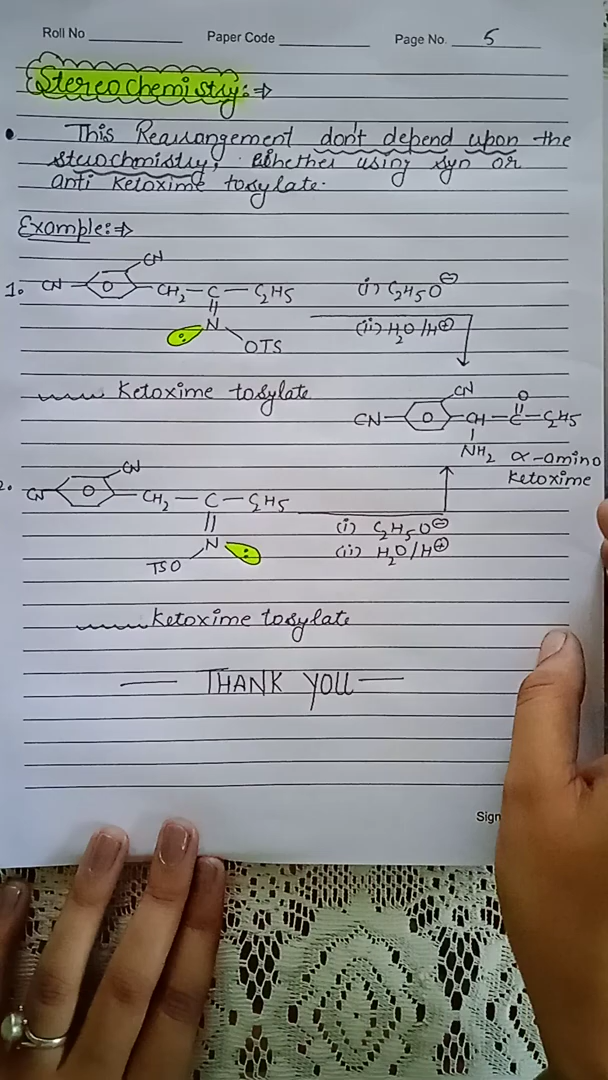 Roll No Paper Code Page No. 5
Stereochemistry:⇒
• This Rearrangement don't depend upon the
stereochmistry, whether using syn or
anti Ketoxime tosylate.
Example:⇒
CN
1. CN CH₂ — C — C₂H₅ (i) C₂H₅O⊖
N (ii) H₂O/H⊕
OTS
Ketoxime tosylate
CN O
CN CH — C — C₂H₅
NH₂ α-amino
Ketoxime
CN
2. CN CH₂ — C — C₂H₅
N (i) C₂H₅O⊖
TSO (ii) H₂O/H⊕
Ketoxime tosylate
— THANK YOU —
Sign